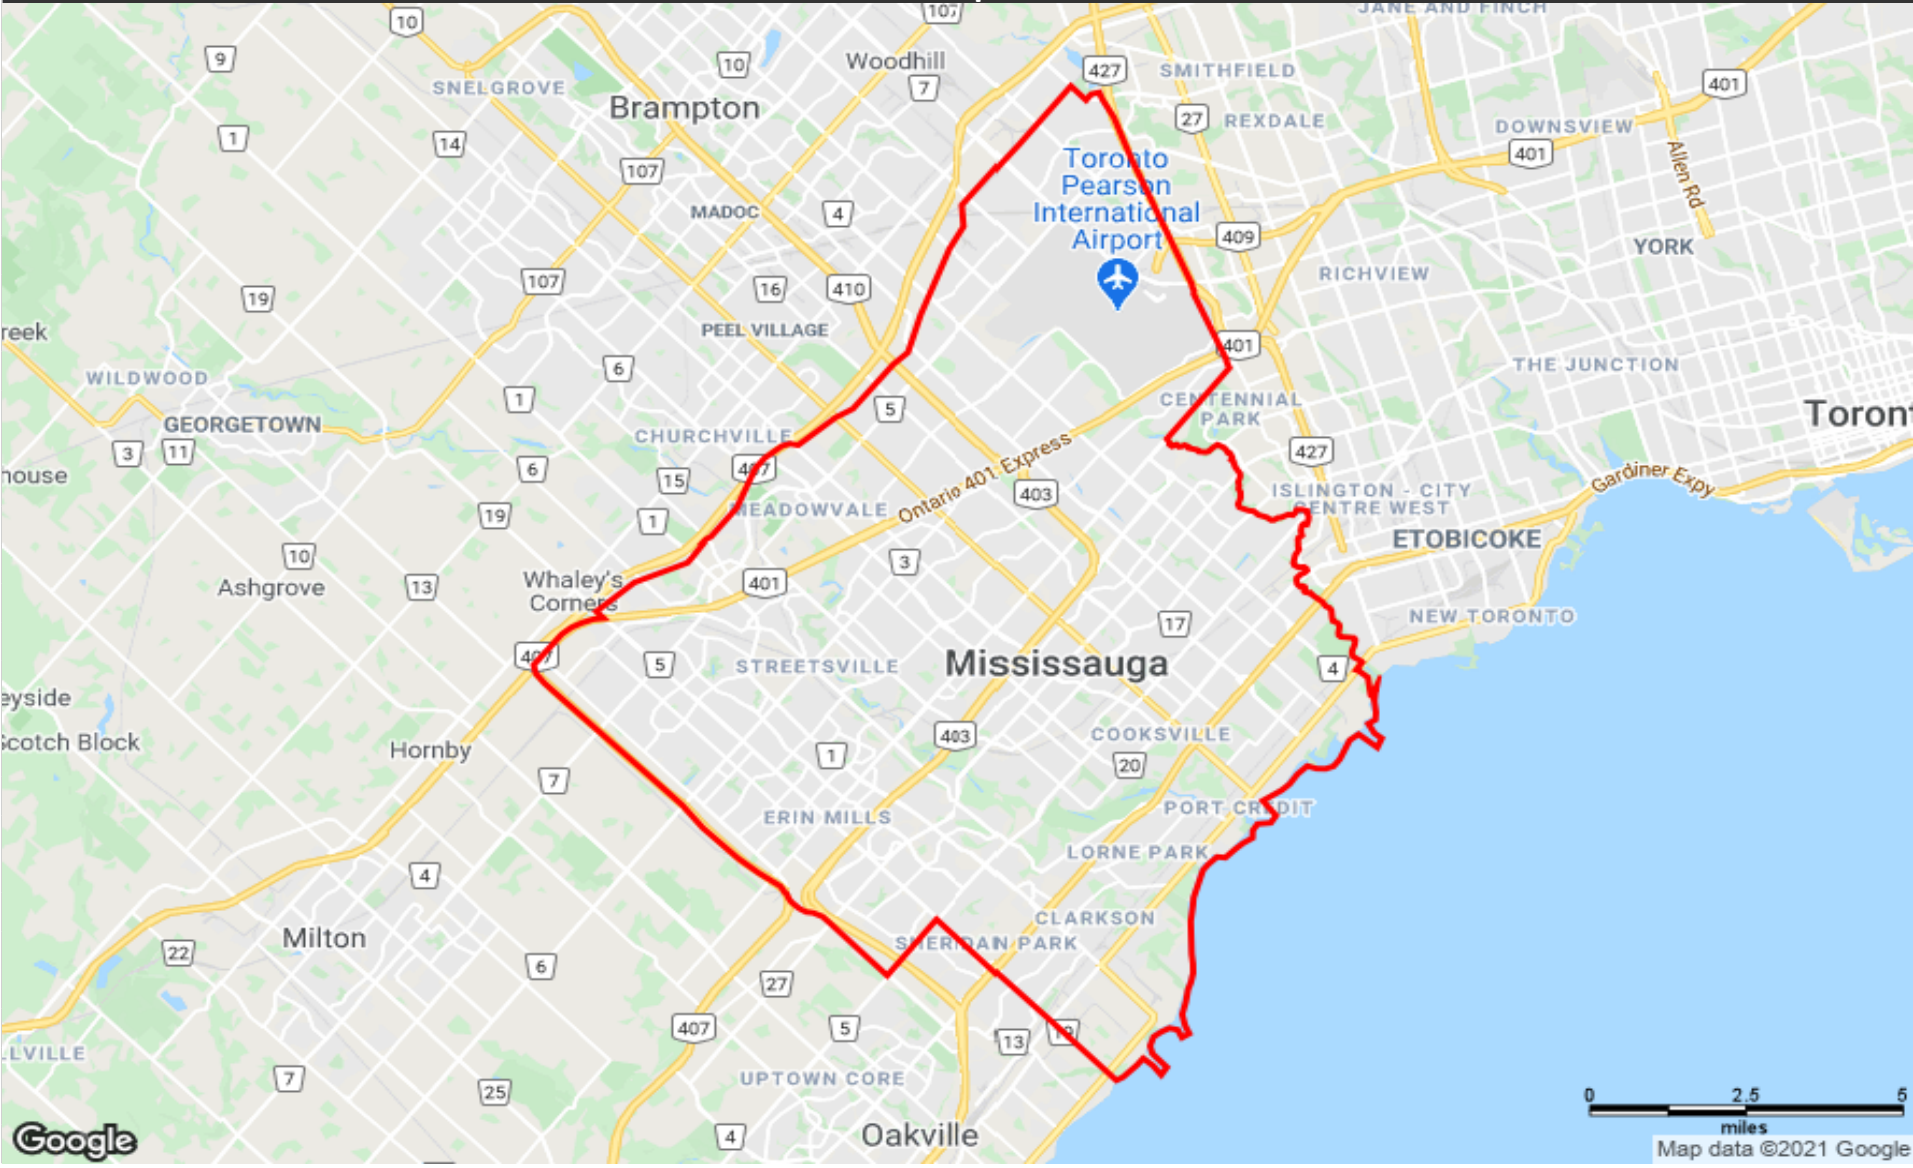 10
107
JANE AND FINCH
9
10
Woodhill
427
SMITHFIELD
401
SNELGROVE
Brampton
7
27
REXDALE
DOWNSVIEW
1
14
401
Allen Rd
107
Toronto
Pearson
International
Airport
MADOC
4
409
YORK
RICHVIEW
107
16
410
19
reek
PEEL VILLAGE
401
6
THE JUNCTION
WILDWOOD
1
5
CENTENNIAL
PARK
Toront
GEORGETOWN
CHURCHVILLE
3
11
427
6
407
15
Ontario 401 Express
403
Gardiner Expy
house
ISLINGTON - CITY
CENTRE WEST
19
1
MEADOWVALE
ETOBICOKE
10
3
Ashgrove
13
Whaley's
Corners
401
NEW TORONTO
17
407
5
STREETSVILLE
Mississauga
4
eyside
Scotch Block
Hornby
403
COOKSVILLE
1
20
7
ERIN MILLS
PORT CREDIT
LORNE PARK
4
CLARKSON
Milton
SHERIDAN PARK
22
6
27
407
5
13
19
LLVILLE
7
UPTOWN CORE
25
0 2.5 5
miles
4
Oakville
Google
Map data ©2021 Google